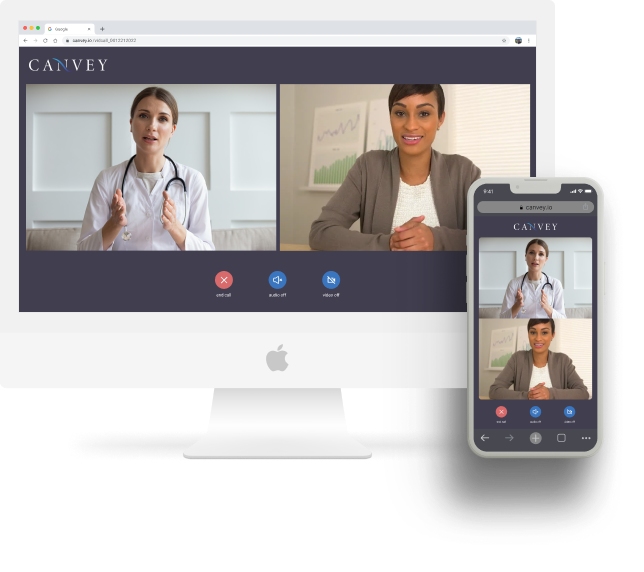 Google
canvey.io
CANVEY
end call
audio off
video off
9:41
canvey.io
CANVEY
end call
audio off
video off